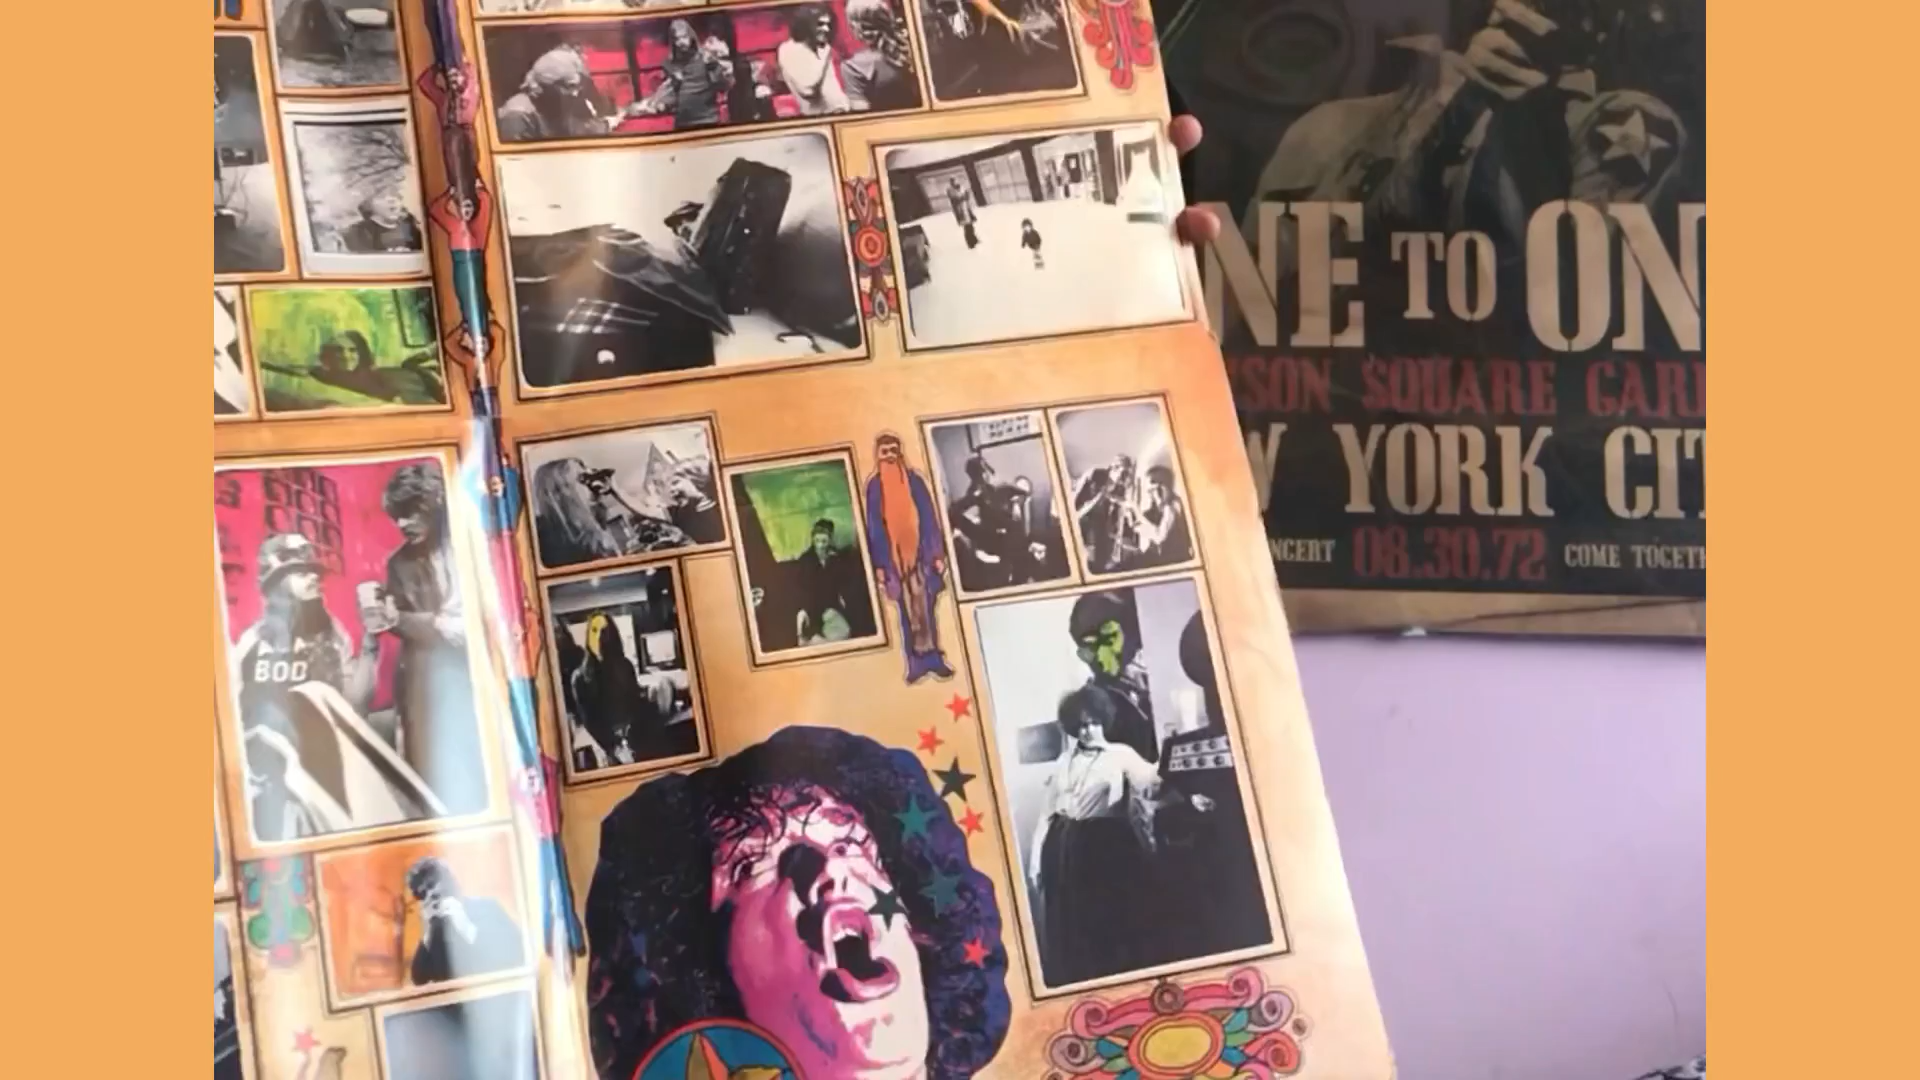 NE TO ON
SON SQUARE GAR
W YORK CIT
NCERT 08.30.72 COME TOGETH
BOD